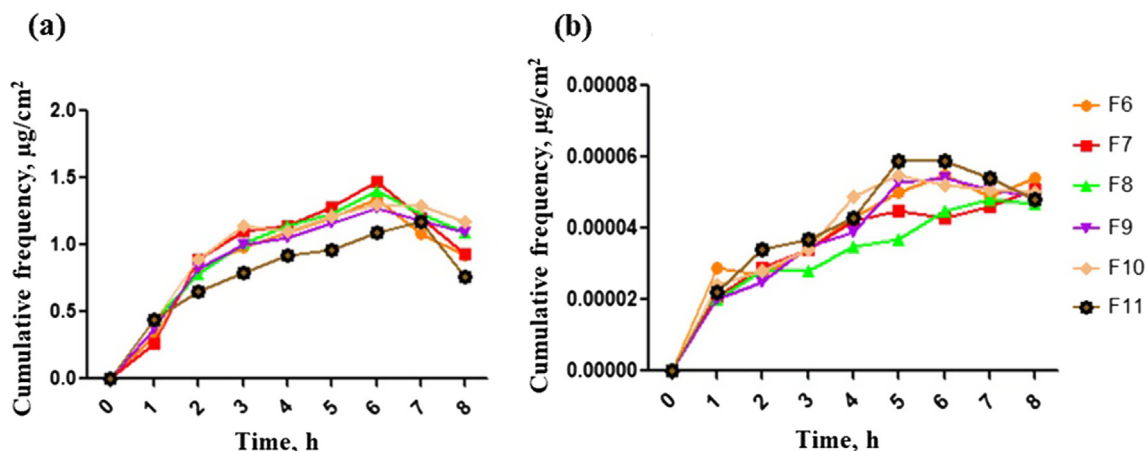 (a)
Cumulative frequency, µg/cm²
2.0
1.5
1.0
0.5
0.0
0 1 2 3 4 5 6 7 8
Time, h
(b)
Cumulative frequency, µg/cm²
0.00008
0.00006
0.00004
0.00002
0.00000
0 1 2 3 4 5 6 7 8
Time, h
F6
F7
F8
F9
F10
F11